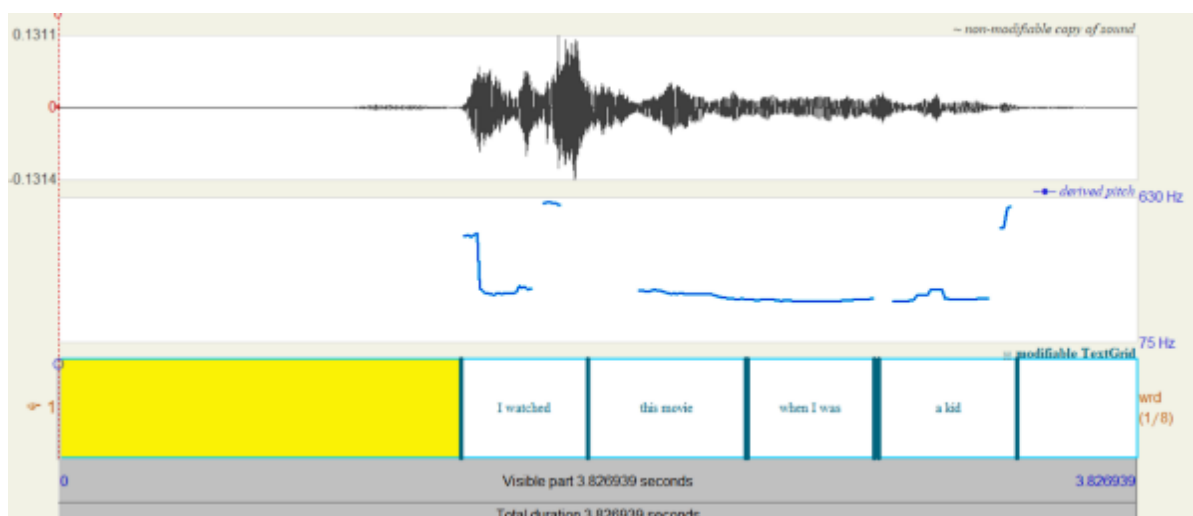 0.1311
~ non-modifiable copy of sound
0
-0.1314
derived pitch
630 Hz
75 Hz
modifiable TextGrid
1
I watched
this movie
when I was
a kid
wrd
(1/8)
0
Visible part 3.826939 seconds
3.826939
Total duration 3.826939 seconds